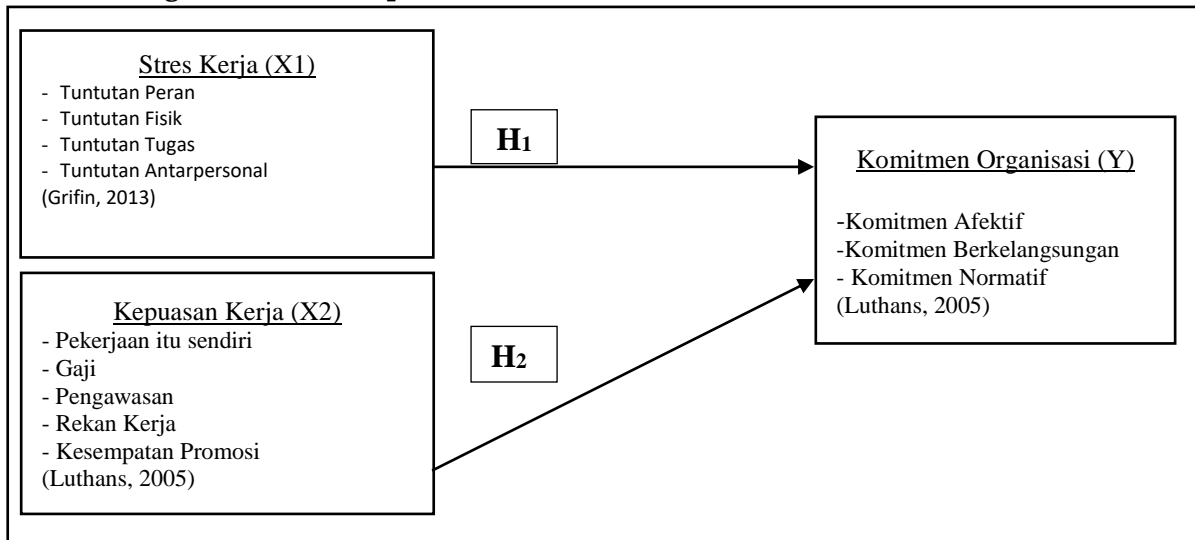 Stres Kerja (X1)
- Tuntutan Peran
- Tuntutan Fisik
- Tuntutan Tugas
- Tuntutan Antarpersonal
(Grifin, 2013)
H1
Kepuasan Kerja (X2)
- Pekerjaan itu sendiri
- Gaji
- Pengawasan
- Rekan Kerja
- Kesempatan Promosi
(Luthans, 2005)
H2
Komitmen Organisasi (Y)
-Komitmen Afektif
-Komitmen Berkelangsungan
- Komitmen Normatif
(Luthans, 2005)